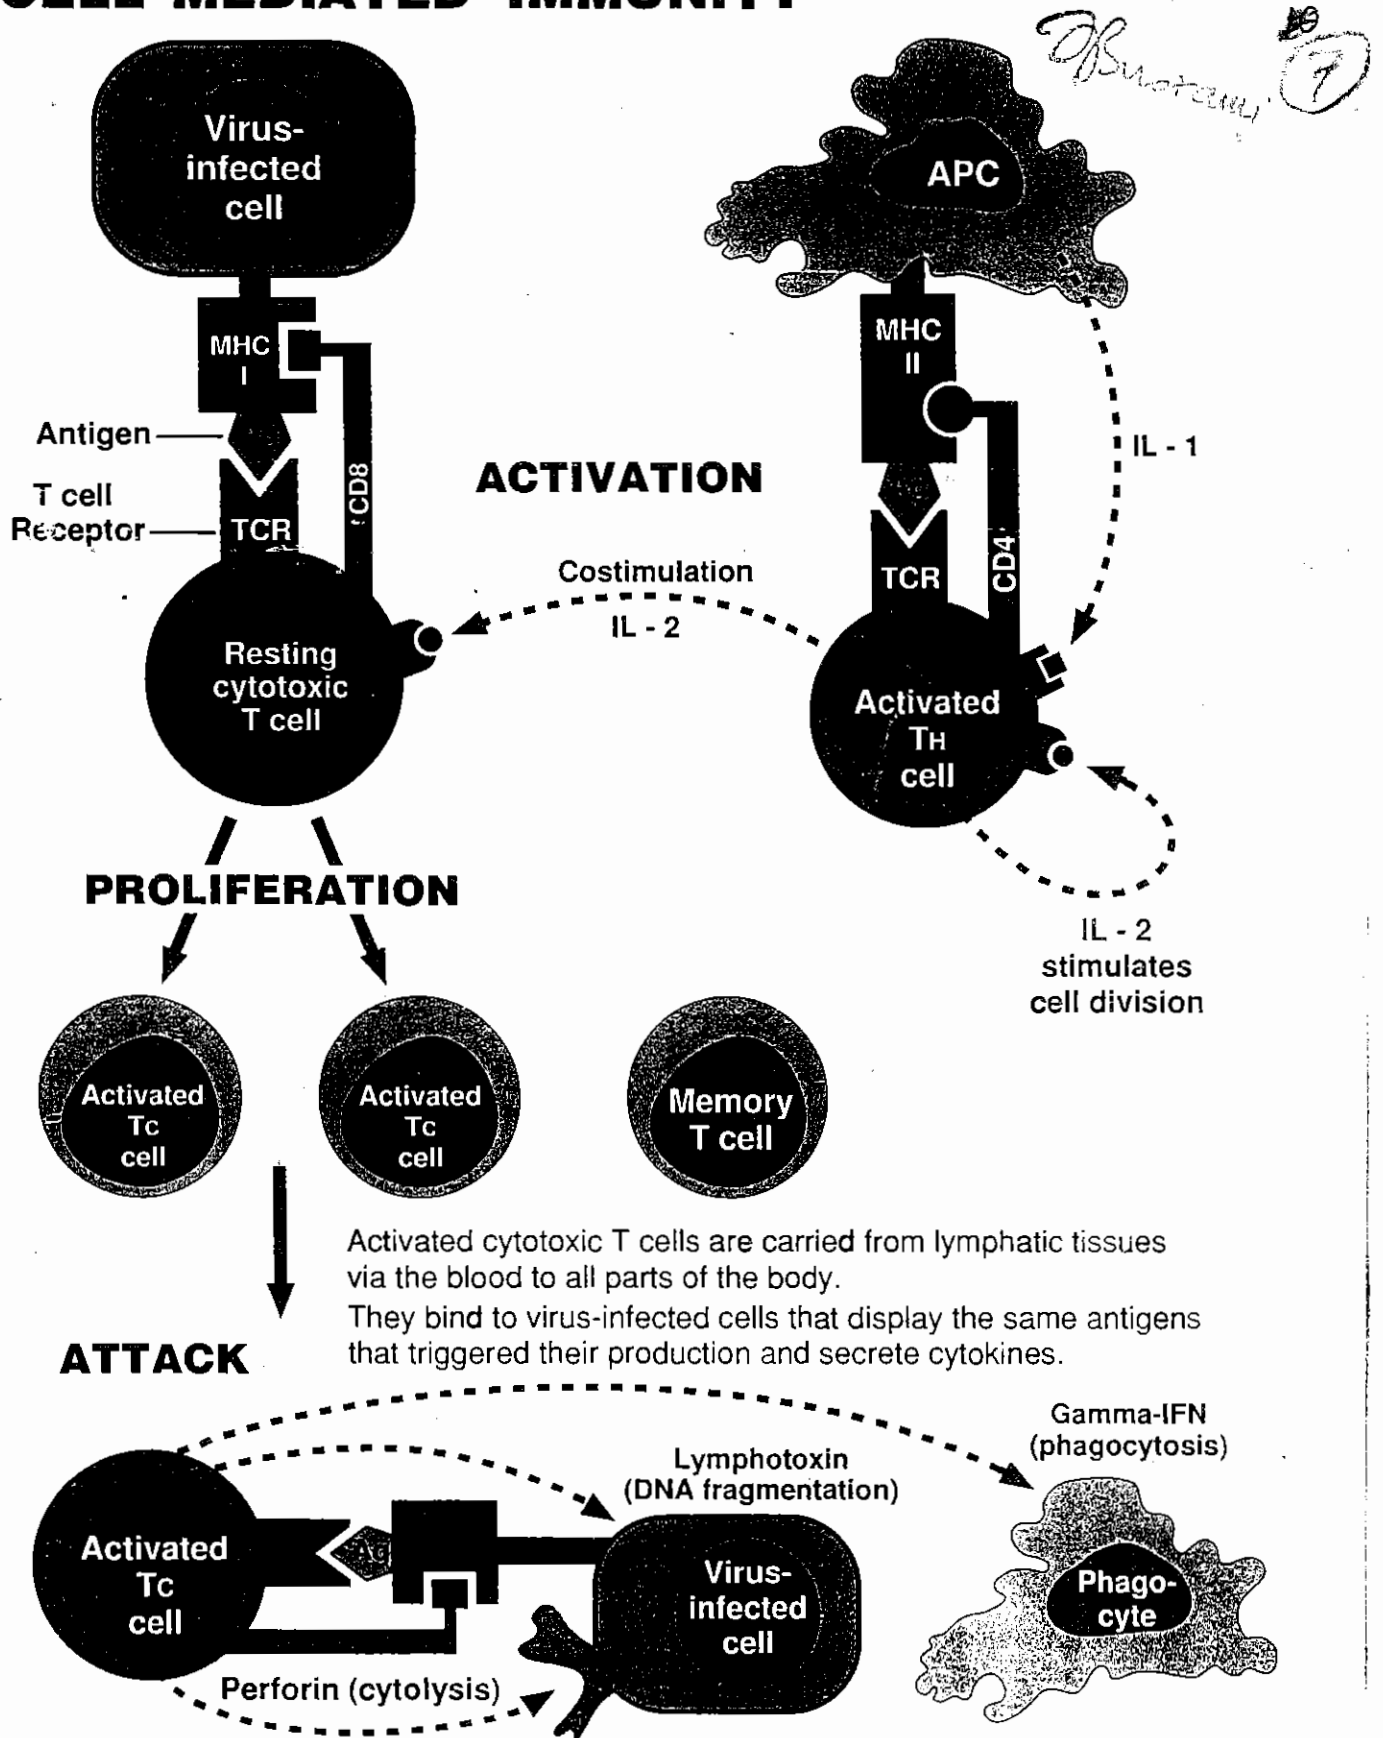 CELL MEDIATED IMMUNITY
Virus-
infected
cell
APC
MHC
I
MHC
II
Antigen
IL - 1
T cell
Receptor
TCR
CD8
ACTIVATION
TCR
CD4
Costimulation
IL - 2
Resting
cytotoxic
T cell
Activated
TH
cell
PROLIFERATION
IL - 2
stimulates
cell division
Activated
Tc
cell
Activated
Tc
cell
Memory
T cell
Activated cytotoxic T cells are carried from lymphatic tissues
via the blood to all parts of the body.
They bind to virus-infected cells that display the same antigens
that triggered their production and secrete cytokines.
ATTACK
Gamma-IFN
(phagocytosis)
Lymphotoxin
(DNA fragmentation)
Activated
Tc
cell
Ag
Virus-
infected
cell
Phago-
cyte
Perforin (cytolysis)